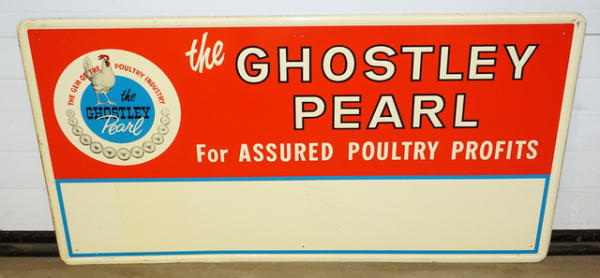 THE GEM OF THE POULTRY INDUSTRY
the
GHOSTLEY
Pearl
the GHOSTLEY
PEARL
For ASSURED POULTRY PROFITS